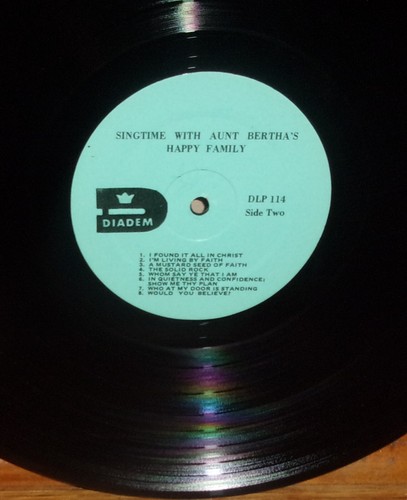 SINGTIME WITH AUNT BERTHA'S
HAPPY FAMILY
DIADEM
DLP 114
Side Two
1. I FOUND IT ALL IN CHRIST
2. I'M LIVING BY FAITH
3. A MUSTARD SEED OF FAITH
4. THE SOLID ROCK
5. WHOM SAY YE THAT I AM
6. IN QUIETNESS AND CONFIDENCE;
SHOW ME THY PLAN
7. WHO AT MY DOOR IS STANDING
8. WOULD YOU BELIEVE?